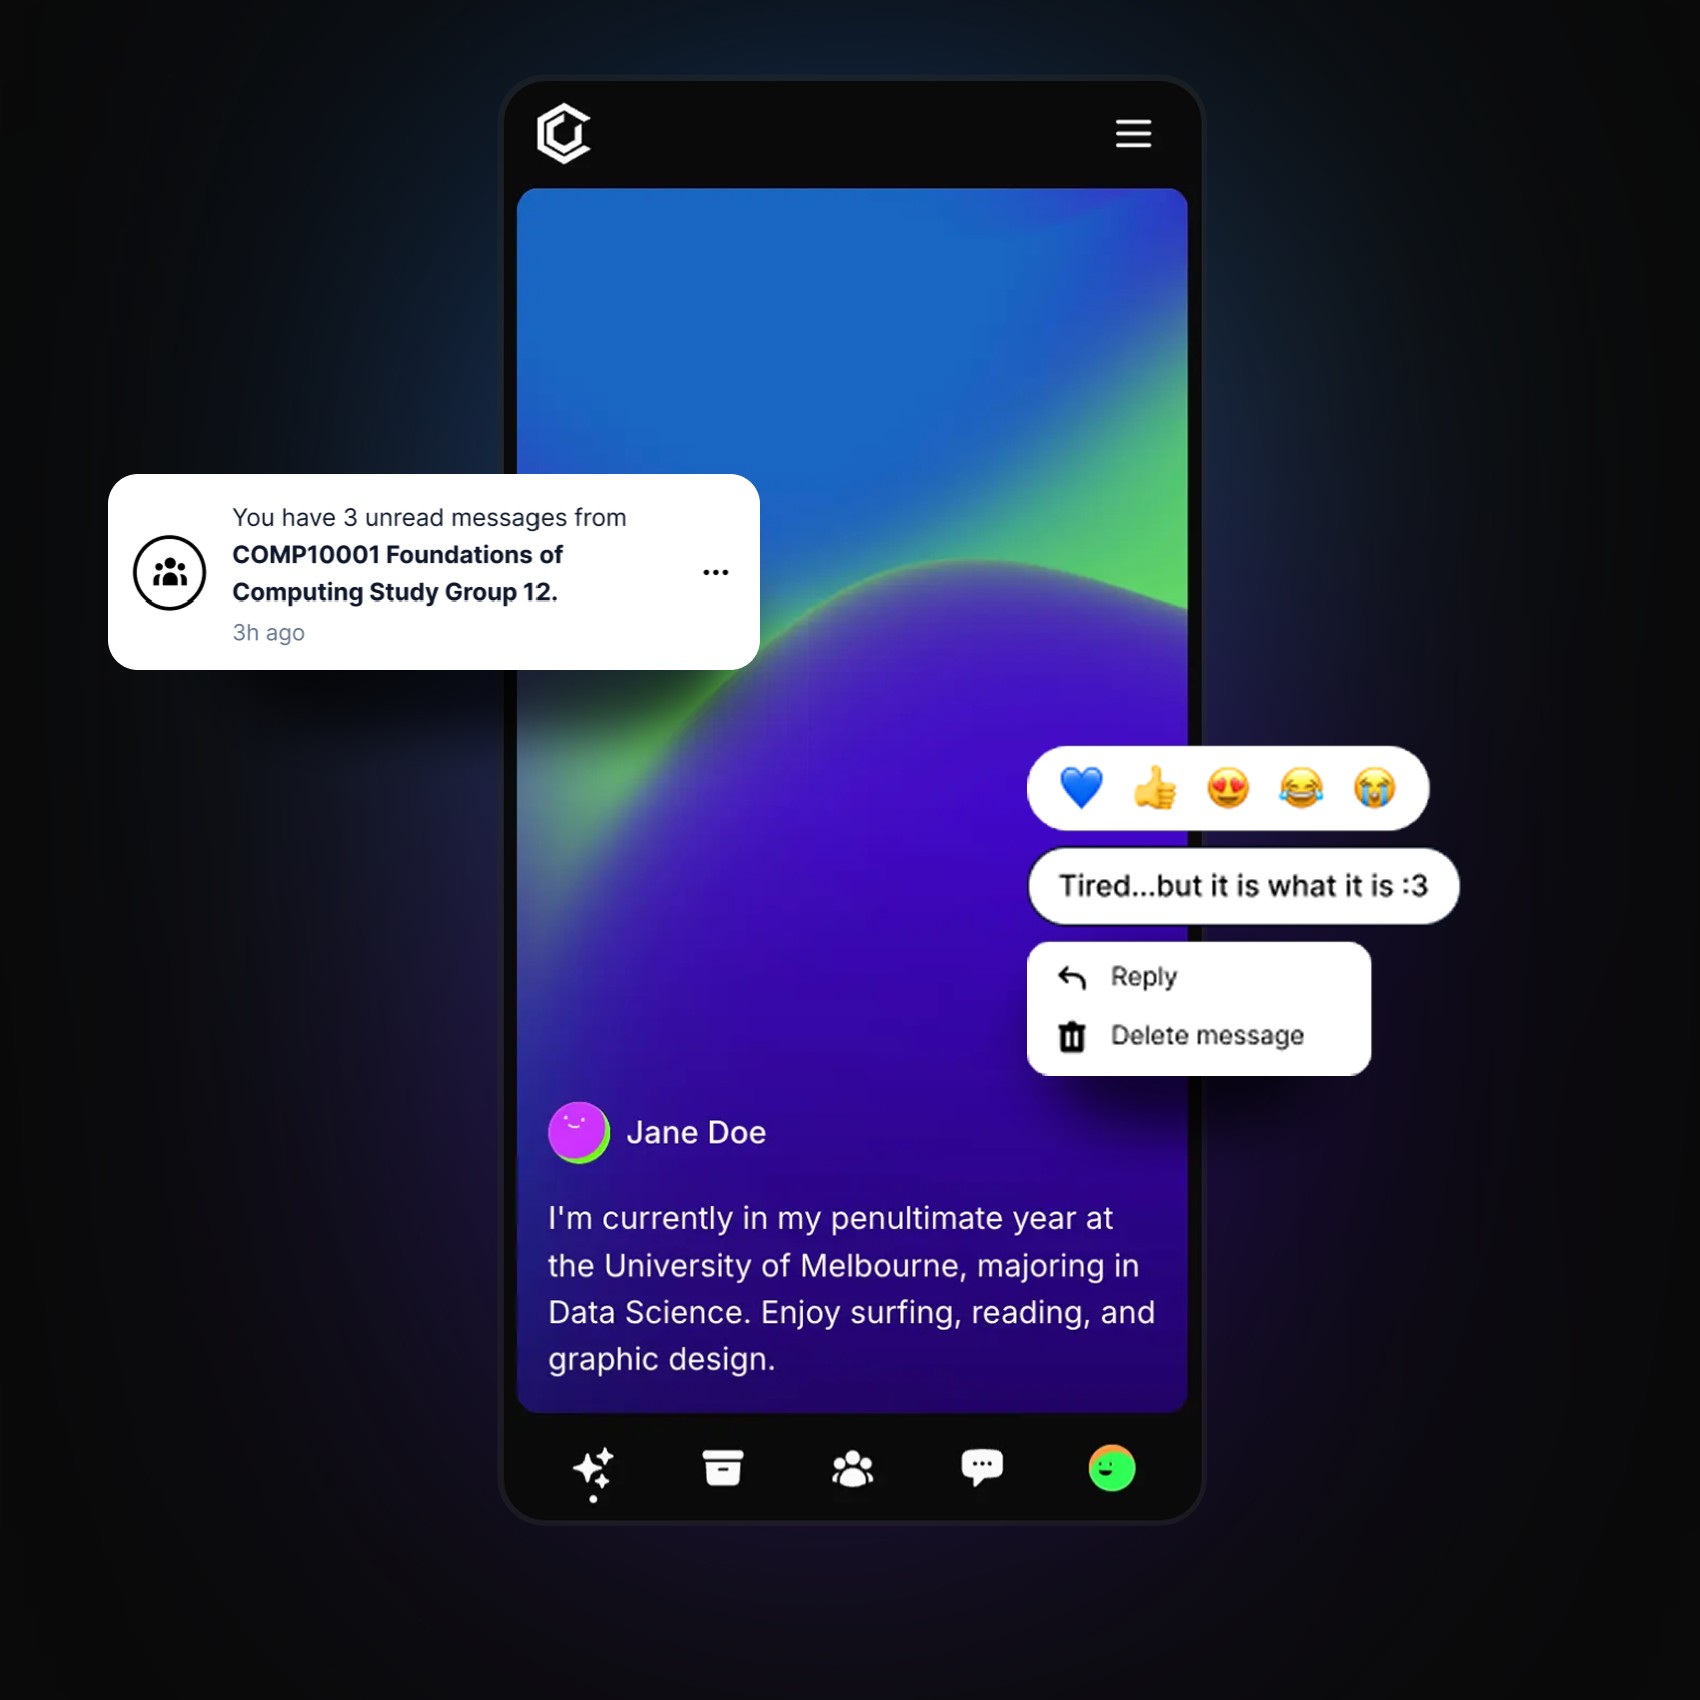 You have 3 unread messages from
COMP10001 Foundations of
Computing Study Group 12.
3h ago
Tired...but it is what it is :3
Reply
Delete message
Jane Doe
I'm currently in my penultimate year at
the University of Melbourne, majoring in
Data Science. Enjoy surfing, reading, and
graphic design.